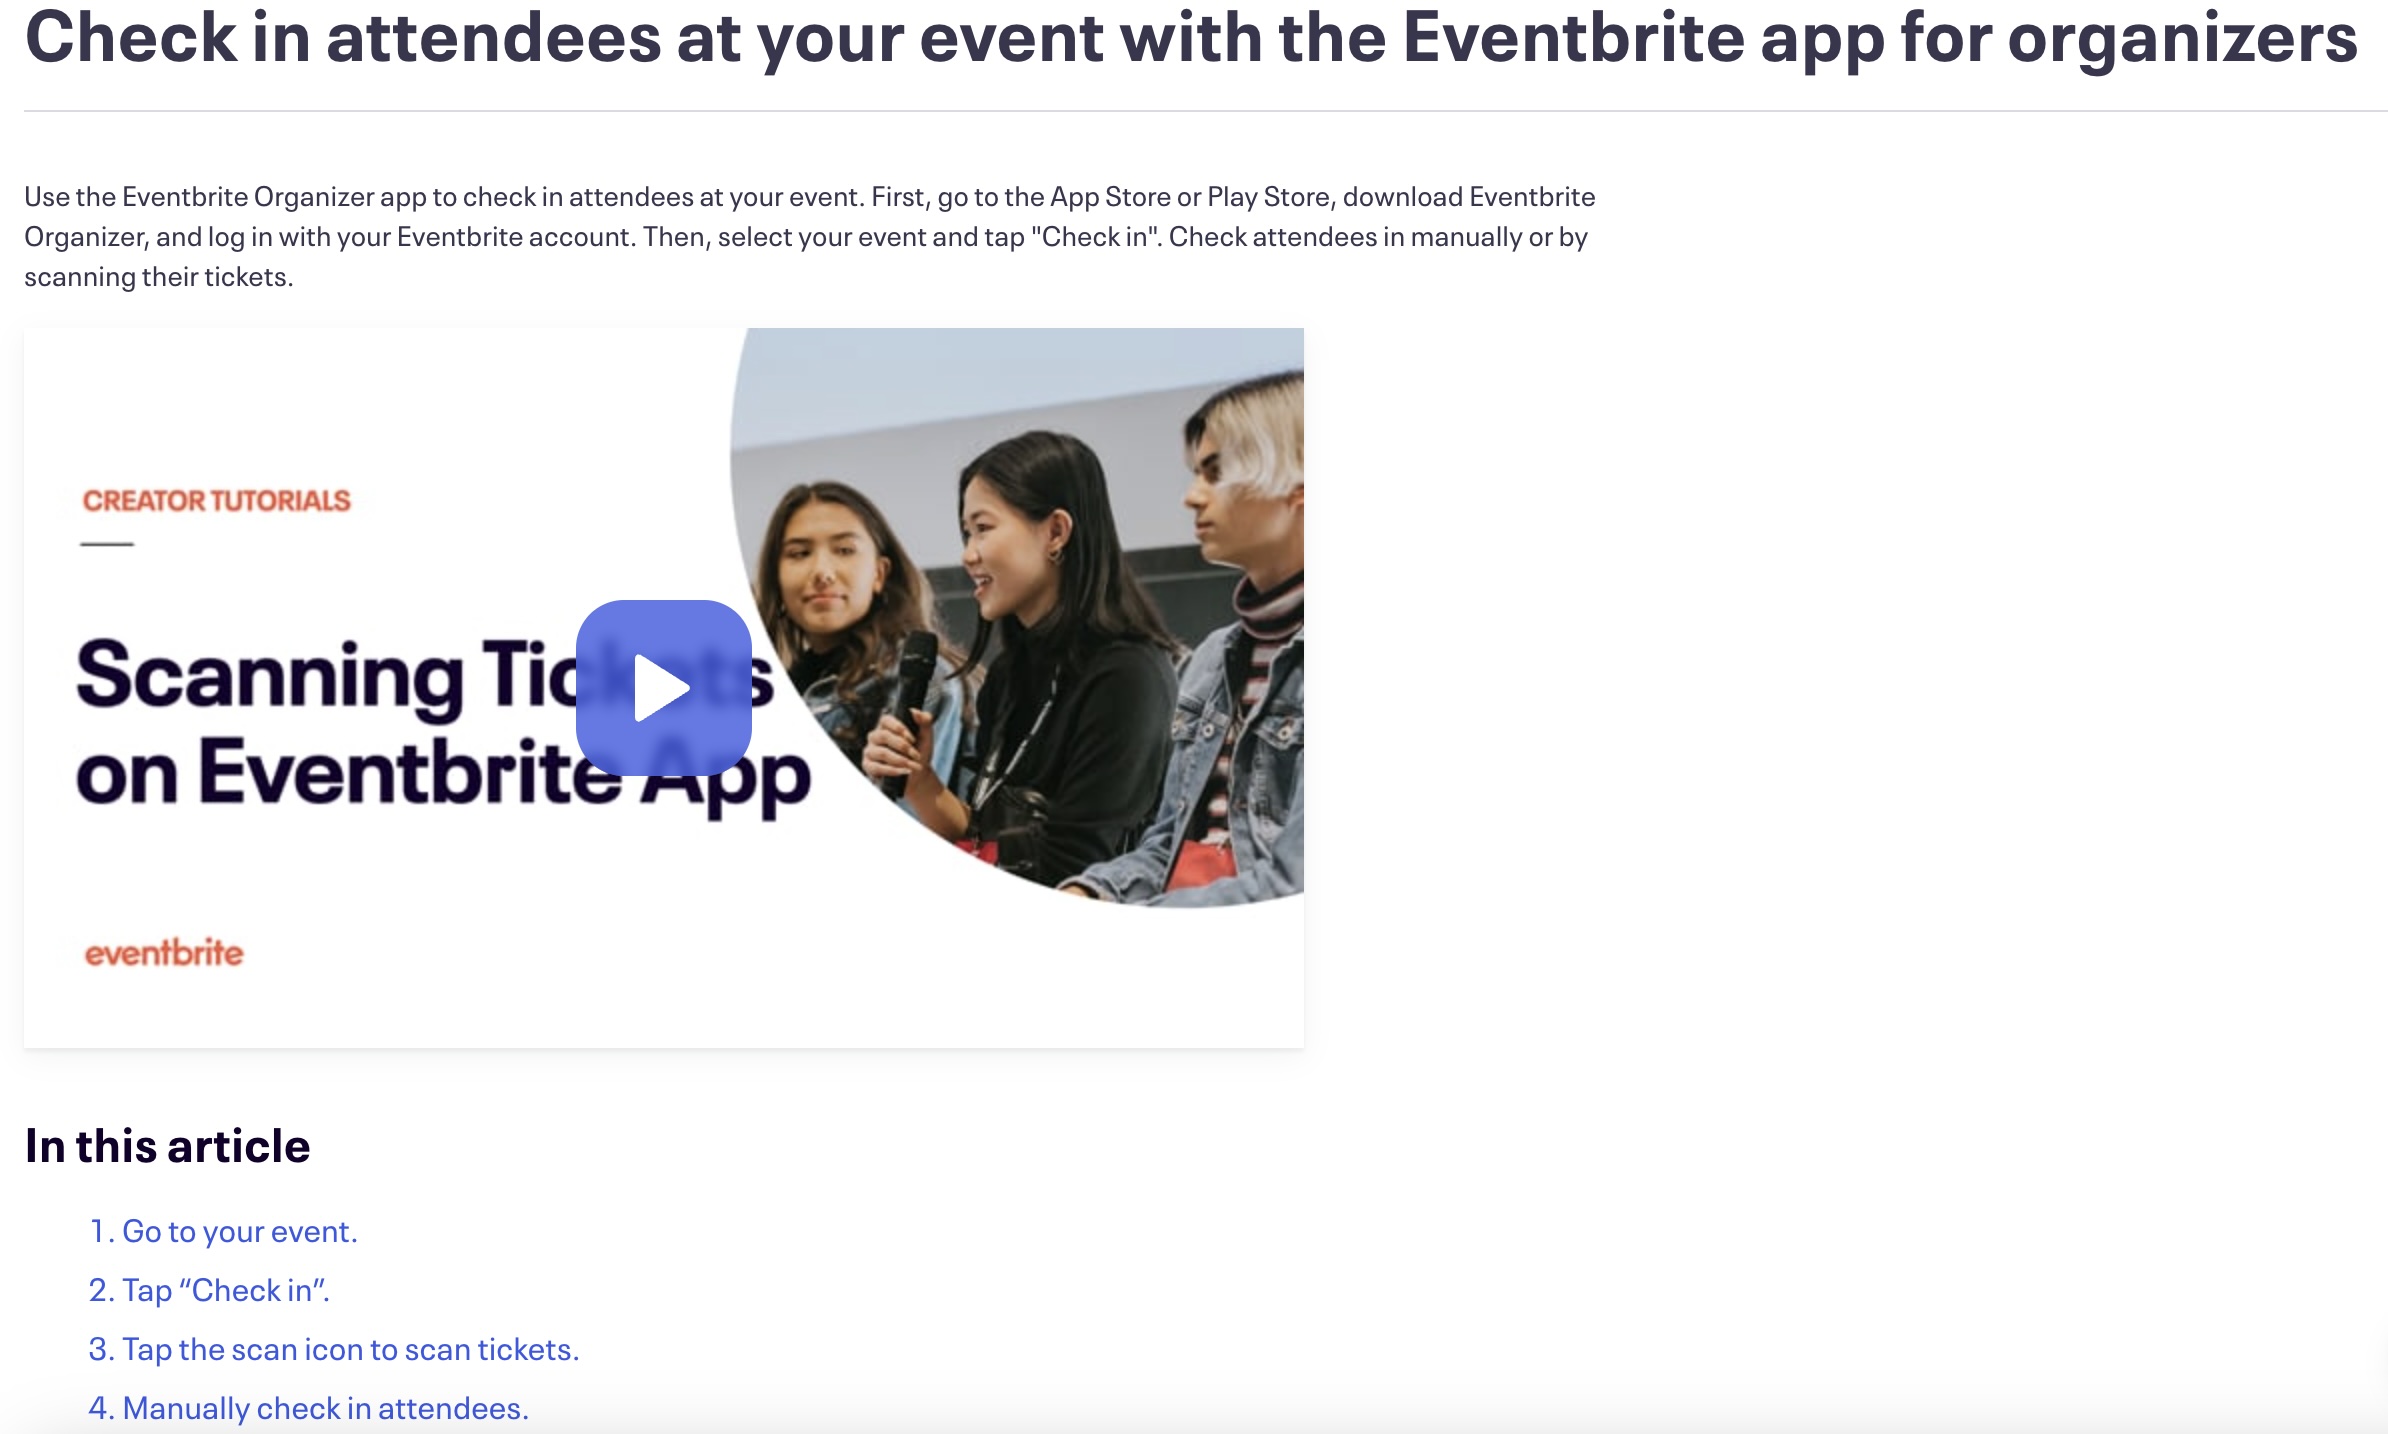 Check in attendees at your event with the Eventbrite app for organizers
Use the Eventbrite Organizer app to check in attendees at your event. First, go to the App Store or Play Store, download Eventbrite
Organizer, and log in with your Eventbrite account. Then, select your event and tap "Check in". Check attendees in manually or by
scanning their tickets.
CREATOR TUTORIALS
Scanning Tickets
on Eventbrite App
eventbrite
In this article
1. Go to your event.
2. Tap “Check in”.
3. Tap the scan icon to scan tickets.
4. Manually check in attendees.